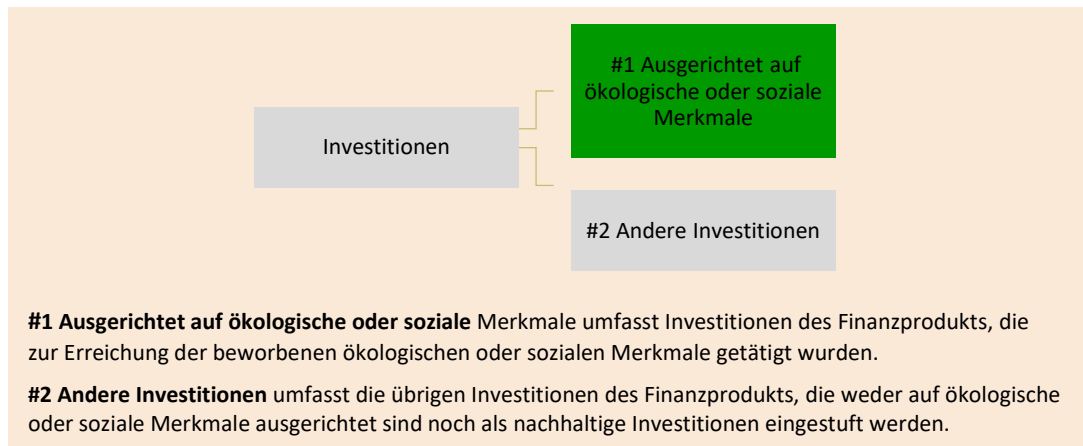 #1 Ausgerichtet auf
ökologische oder soziale
Merkmale
Investitionen
#2 Andere Investitionen
#1 Ausgerichtet auf ökologische oder soziale Merkmale umfasst Investitionen des Finanzprodukts, die
zur Erreichung der beworbenen ökologischen oder sozialen Merkmale getätigt wurden.
#2 Andere Investitionen umfasst die übrigen Investitionen des Finanzprodukts, die weder auf ökologische
oder soziale Merkmale ausgerichtet sind noch als nachhaltige Investitionen eingestuft werden.